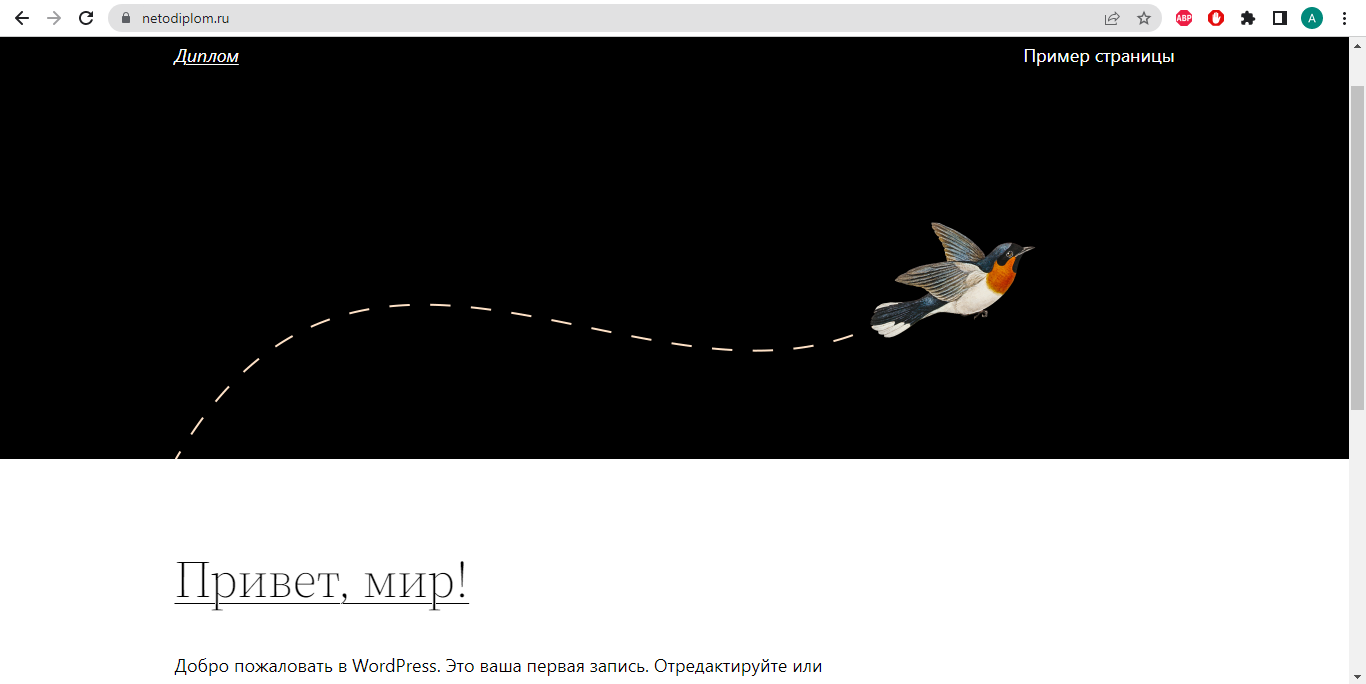 netodiplom.ru
ABP
A
Диплом
Пример страницы
Привет, мир!
Добро пожаловать в WordPress. Это ваша первая запись. Отредактируйте или